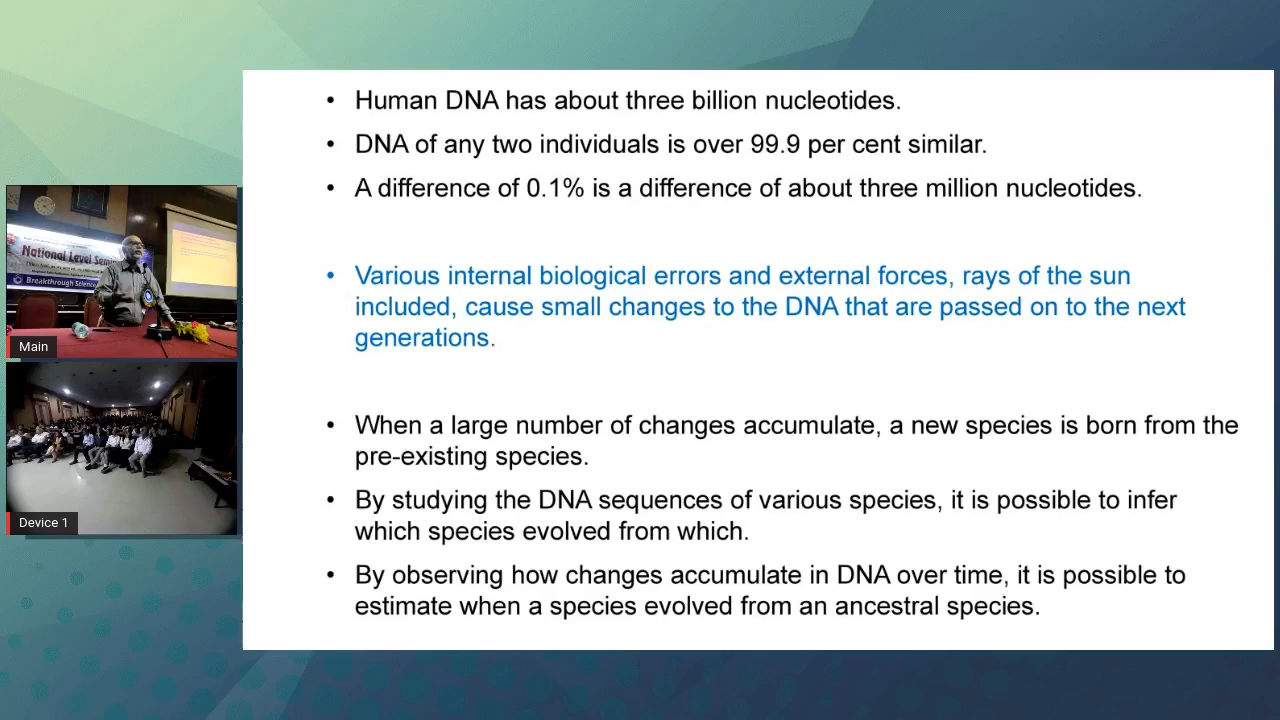 • Human DNA has about three billion nucleotides.
• DNA of any two individuals is over 99.9 per cent similar.
• A difference of 0.1% is a difference of about three million nucleotides.
• Various internal biological errors and external forces, rays of the sun
included, cause small changes to the DNA that are passed on to the next
generations.
• When a large number of changes accumulate, a new species is born from the
pre-existing species.
• By studying the DNA sequences of various species, it is possible to infer
which species evolved from which.
• By observing how changes accumulate in DNA over time, it is possible to
estimate when a species evolved from an ancestral species.
National Level
Breakthrough Science
Main
Device 1